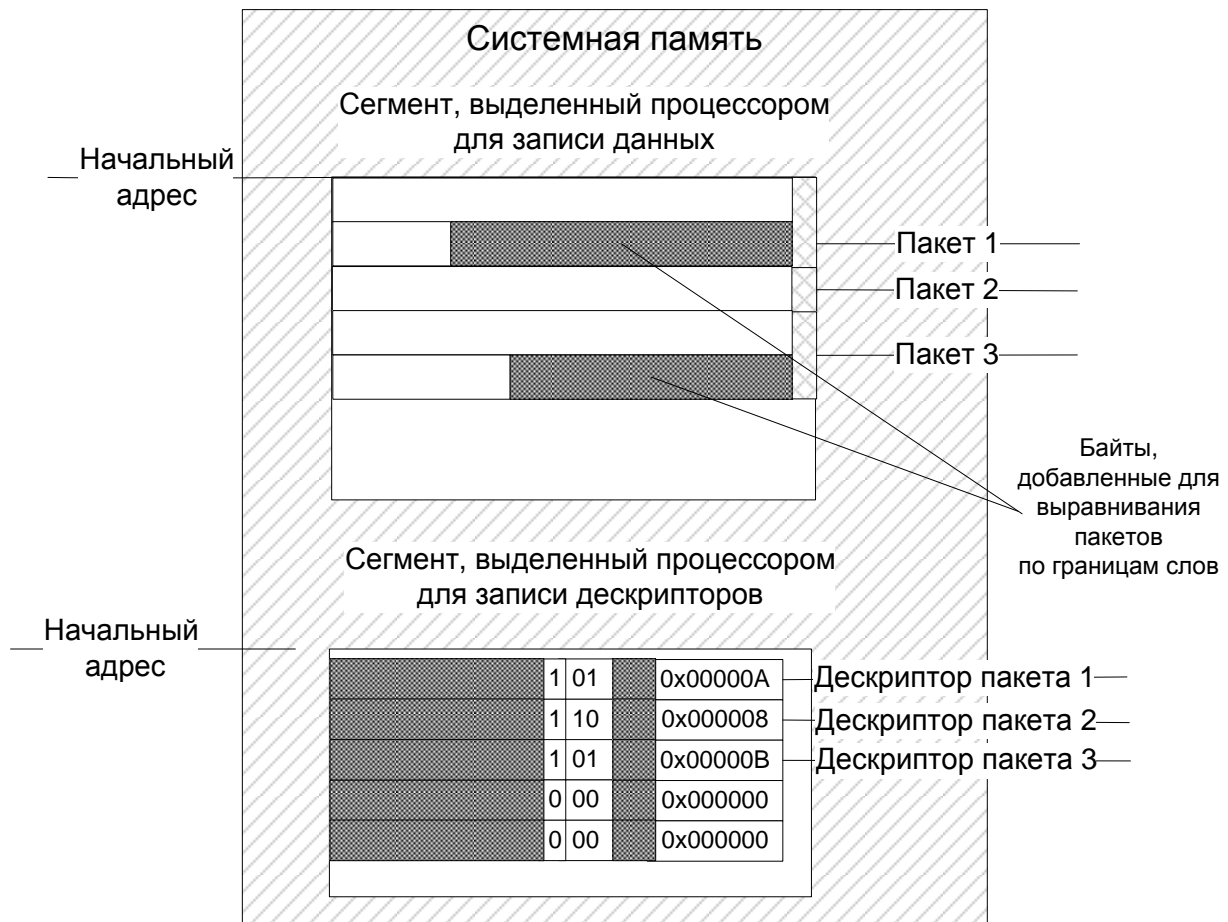 Системная память
Сегмент, выделенный процессором
для записи данных
Начальный
адрес
Пакет 1
Пакет 2
Пакет 3
Байты,
добавленные для
выравнивания
пакетов
по границам слов
Сегмент, выделенный процессором
для записи дескрипторов
Начальный
адрес
1 01 0x00000A Дескриптор пакета 1
1 10 0x000008 Дескриптор пакета 2
1 01 0x00000B Дескриптор пакета 3
0 00 0x000000
0 00 0x000000